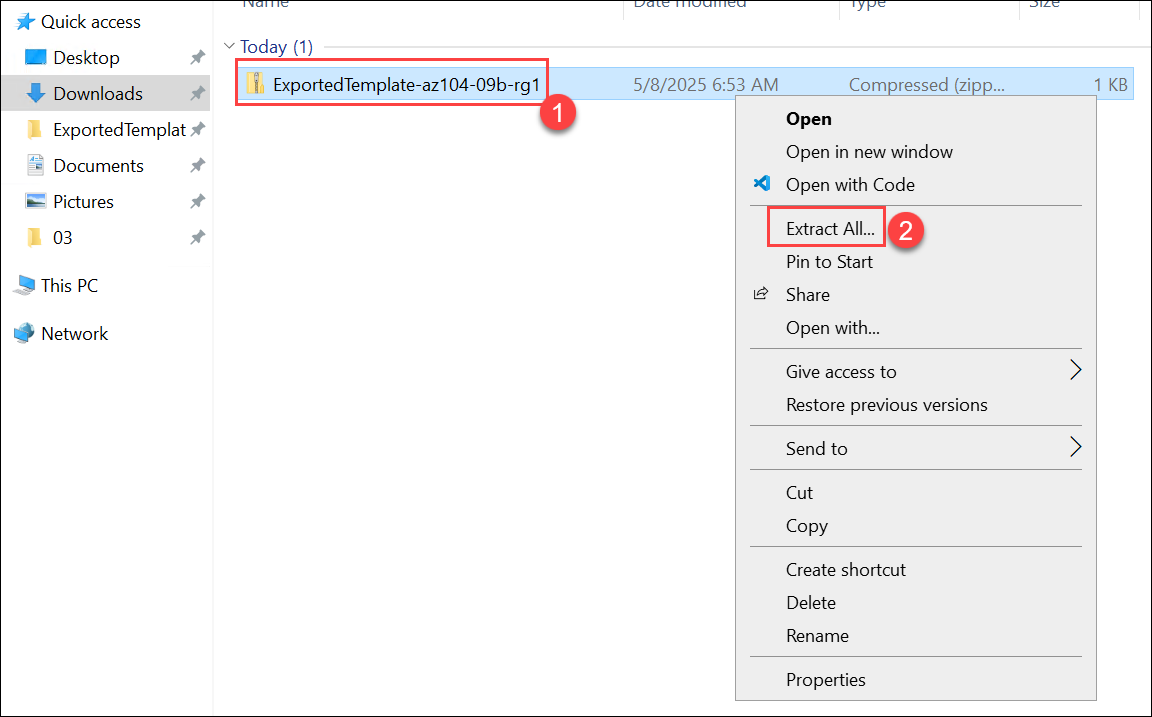 Name Date modified Type Size
Quick access
Desktop
Downloads
ExportedTemplat
Documents
Pictures
03
This PC
Network
Today (1)
ExportedTemplate-az104-09b-rg1 5/8/2025 6:53 AM Compressed (zipp... 1 KB
1
Open
Open in new window
Open with Code
Extract All...
2
Pin to Start
Share
Open with...
Give access to
Restore previous versions
Send to
Cut
Copy
Create shortcut
Delete
Rename
Properties